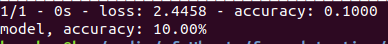 1/1 - 0s - loss: 2.4458 - accuracy: 0.1000
model, accuracy: 10.00%